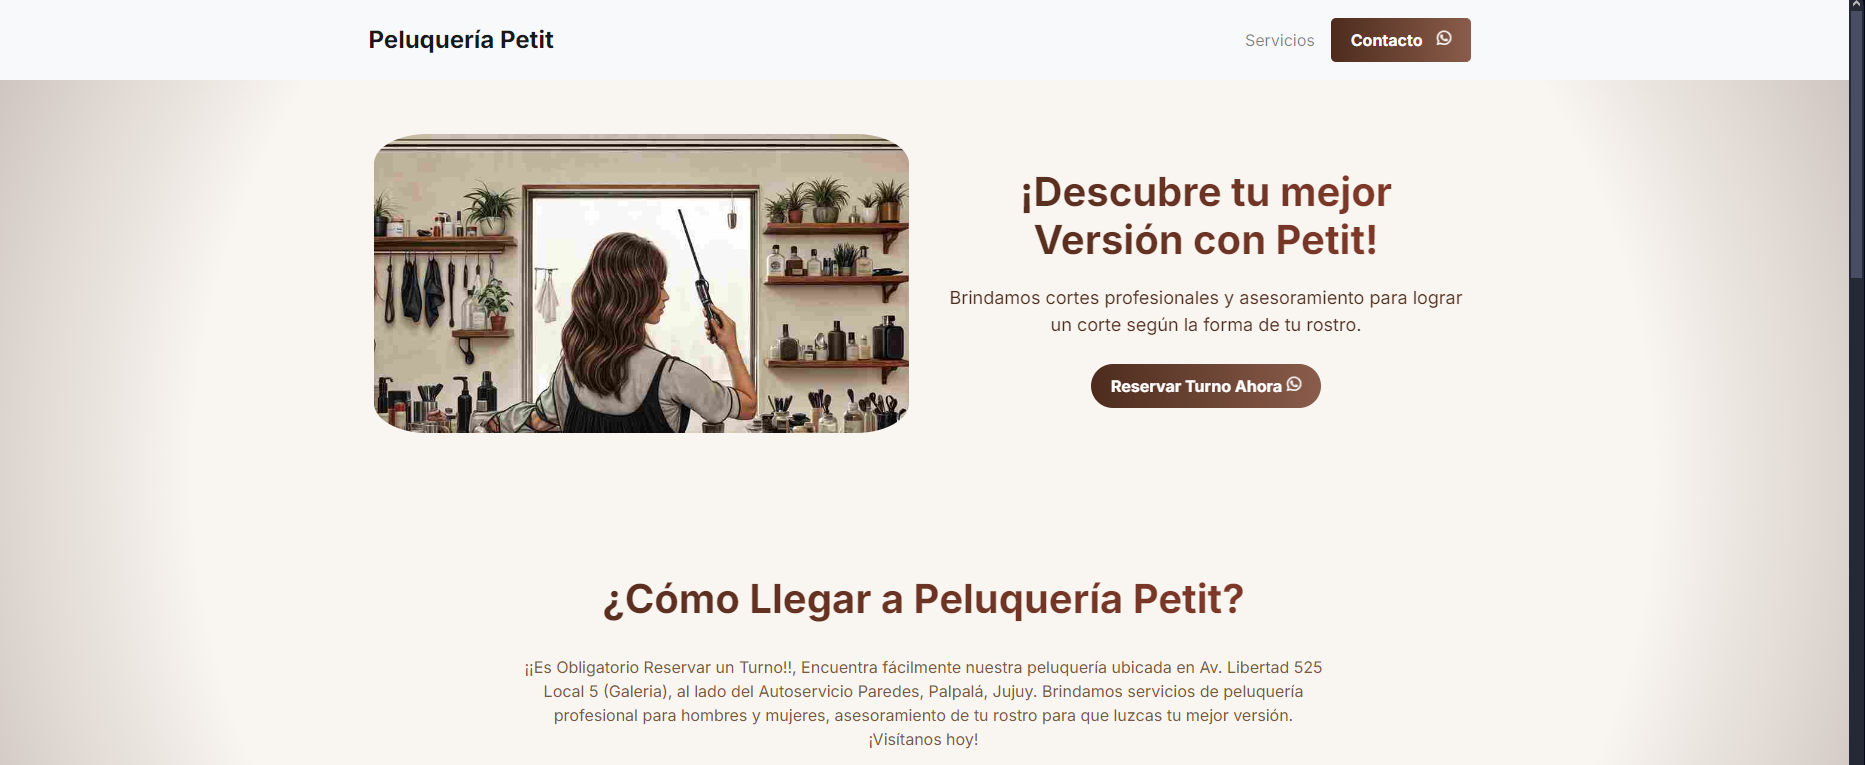 Peluquería Petit
Servicios
Contacto
¡Descubre tu mejor
Versión con Petit!
Brindamos cortes profesionales y asesoramiento para lograr
un corte según la forma de tu rostro.
Reservar Turno Ahora
¿Cómo Llegar a Peluquería Petit?
¡¡Es Obligatorio Reservar un Turno!!, Encuentra fácilmente nuestra peluquería ubicada en Av. Libertad 525
Local 5 (Galeria), al lado del Autoservicio Paredes, Palpalá, Jujuy. Brindamos servicios de peluquería
profesional para hombres y mujeres, asesoramiento de tu rostro para que luzcas tu mejor versión.
¡Visítanos hoy!